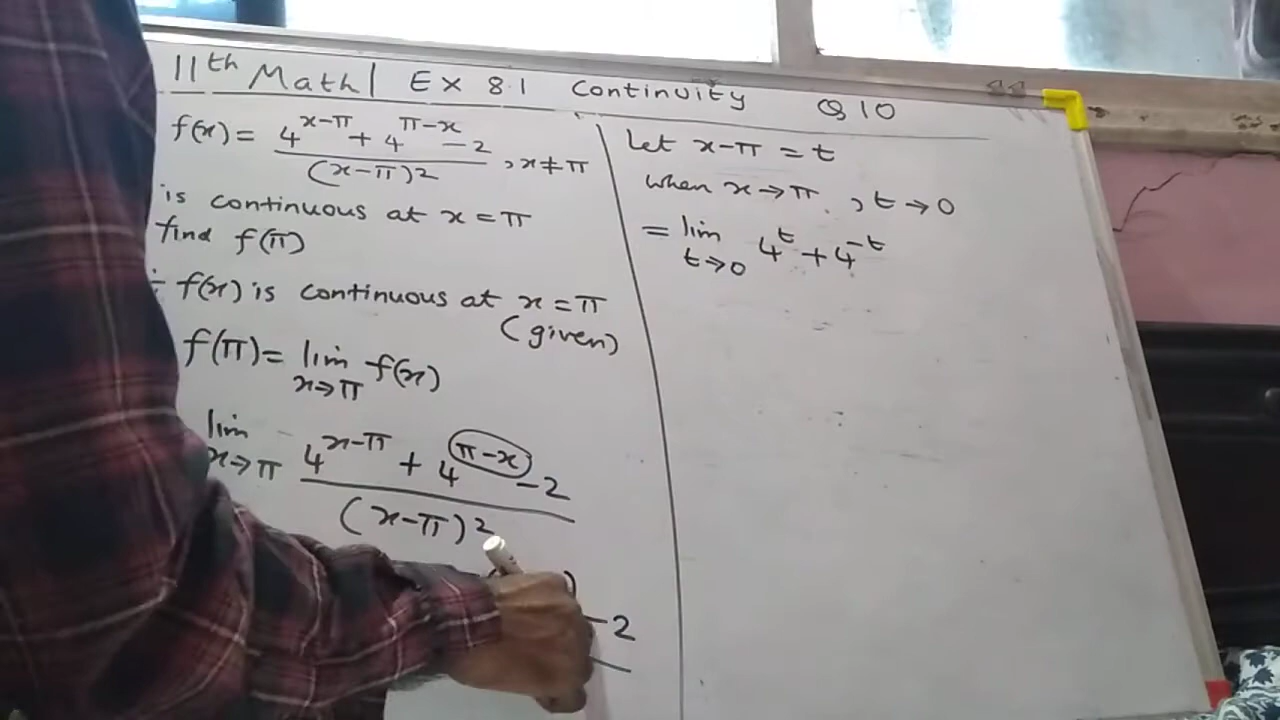 11th Math | EX 8.1 Continuity Q 10
f(x) = 4^{x-π} + 4^{π-x} - 2 / (x-π)^2 , x ≠ π
is continuous at x = π
find f(π)
∵ f(x) is continuous at x = π
(given)
f(π) = lim x→π f(x)
lim x→π 4^{x-π} + 4^{π-x} - 2 / (x-π)^2
-2
Let x-π = t
when x→π , t→0
= lim t→0 4^t + 4^{-t}